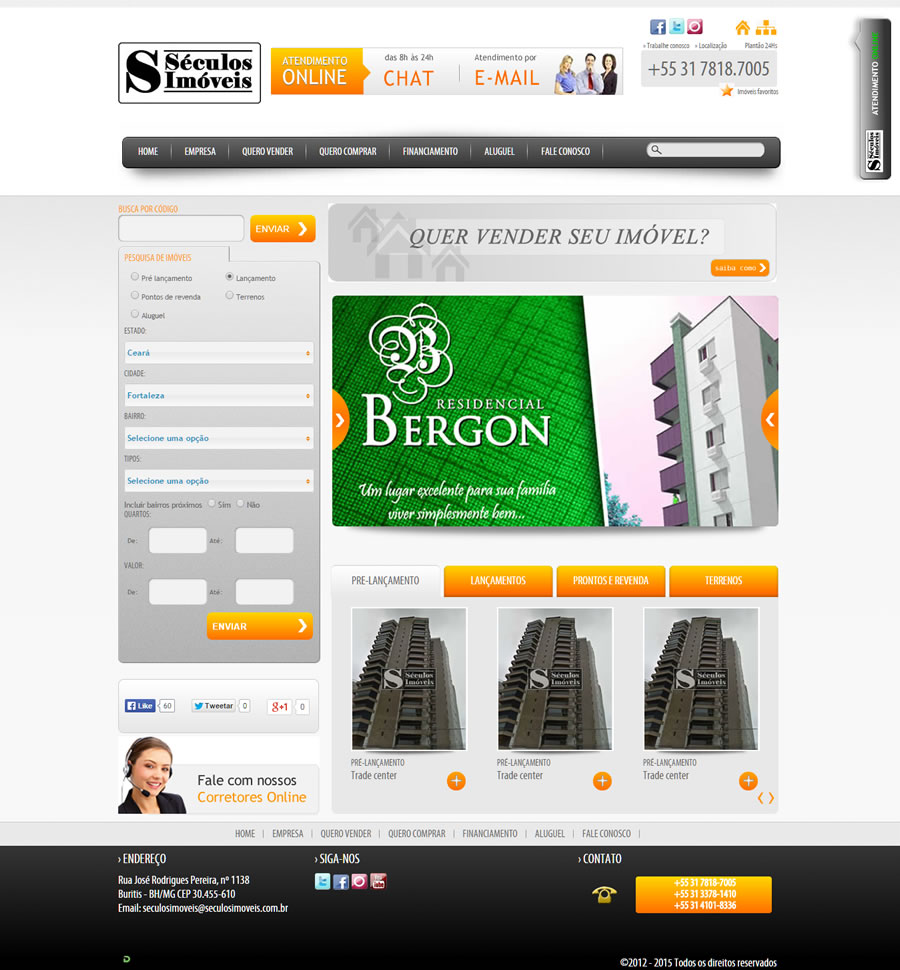 Séculos
Imóveis
ATENDIMENTO
ONLINE
das 8h às 24h
CHAT
Atendimento por
E-MAIL
› Trabalhe conosco
› Localização
Plantão 24Hs
+55 31 7818.7005
Imóveis favoritos
ATENDIMENTO ONLINE
Séculos
Imóveis
HOME
EMPRESA
QUERO VENDER
QUERO COMPRAR
FINANCIAMENTO
ALUGUEL
FALE CONOSCO
BUSCA POR CODIGO
ENVIAR
PESQUISA DE IMÓVEIS
Pré lançamento
Lançamento
Pontos de revenda
Terrenos
Aluguel
ESTADO:
Ceará
CIDADE:
Fortaleza
BAIRRO:
Selecione uma opção
TIPOS:
Selecione uma opção
Incluir bairros próximos
Sim
Não
QUARTOS:
De:
Até:
VALOR:
De:
Até:
ENVIAR
QUER VENDER SEU IMÓVEL?
saiba como
B
RESIDENCIAL
BERGON
Um lugar excelente para sua família
viver simplesmente bem...
PRE-LANÇAMENTO
LANÇAMENTOS
PRONTOS E REVENDA
TERRENOS
Séculos
Imóveis
Séculos
Imóveis
Séculos
Imóveis
PRÉ-LANÇAMENTO
Trade center
PRÉ-LANÇAMENTO
Trade center
PRÉ-LANÇAMENTO
Trade center
Like
60
Tweetar
0
g+1
0
Fale com nossos
Corretores Online
HOME
EMPRESA
QUERO VENDER
QUERO COMPRAR
FINANCIAMENTO
ALUGUEL
FALE CONOSCO
› ENDEREÇO
Rua José Rodrigues Pereira, nº 1138
Buritis - BH/MG CEP 30.455-610
Email: seculosimoveis@seculosimoveis.com.br
› SIGA-NOS
› CONTATO
+55 31 7818-7005
+55 31 3378-1410
+55 31 4101-8336
©2012 - 2015 Todos os direitos reservados